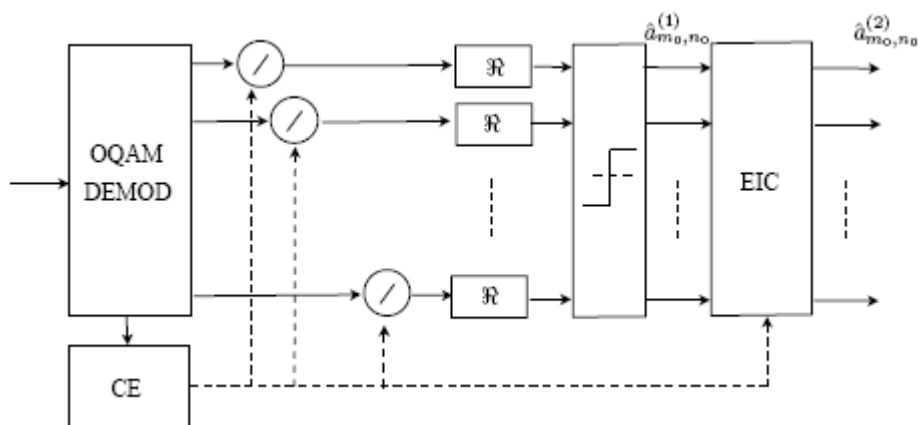 â^{(1)}_{m_0,n_0}
â^{(2)}_{m_0,n_0}
/
ℜ
/
ℜ
OQAM
DEMOD
EIC
/
ℜ
CE